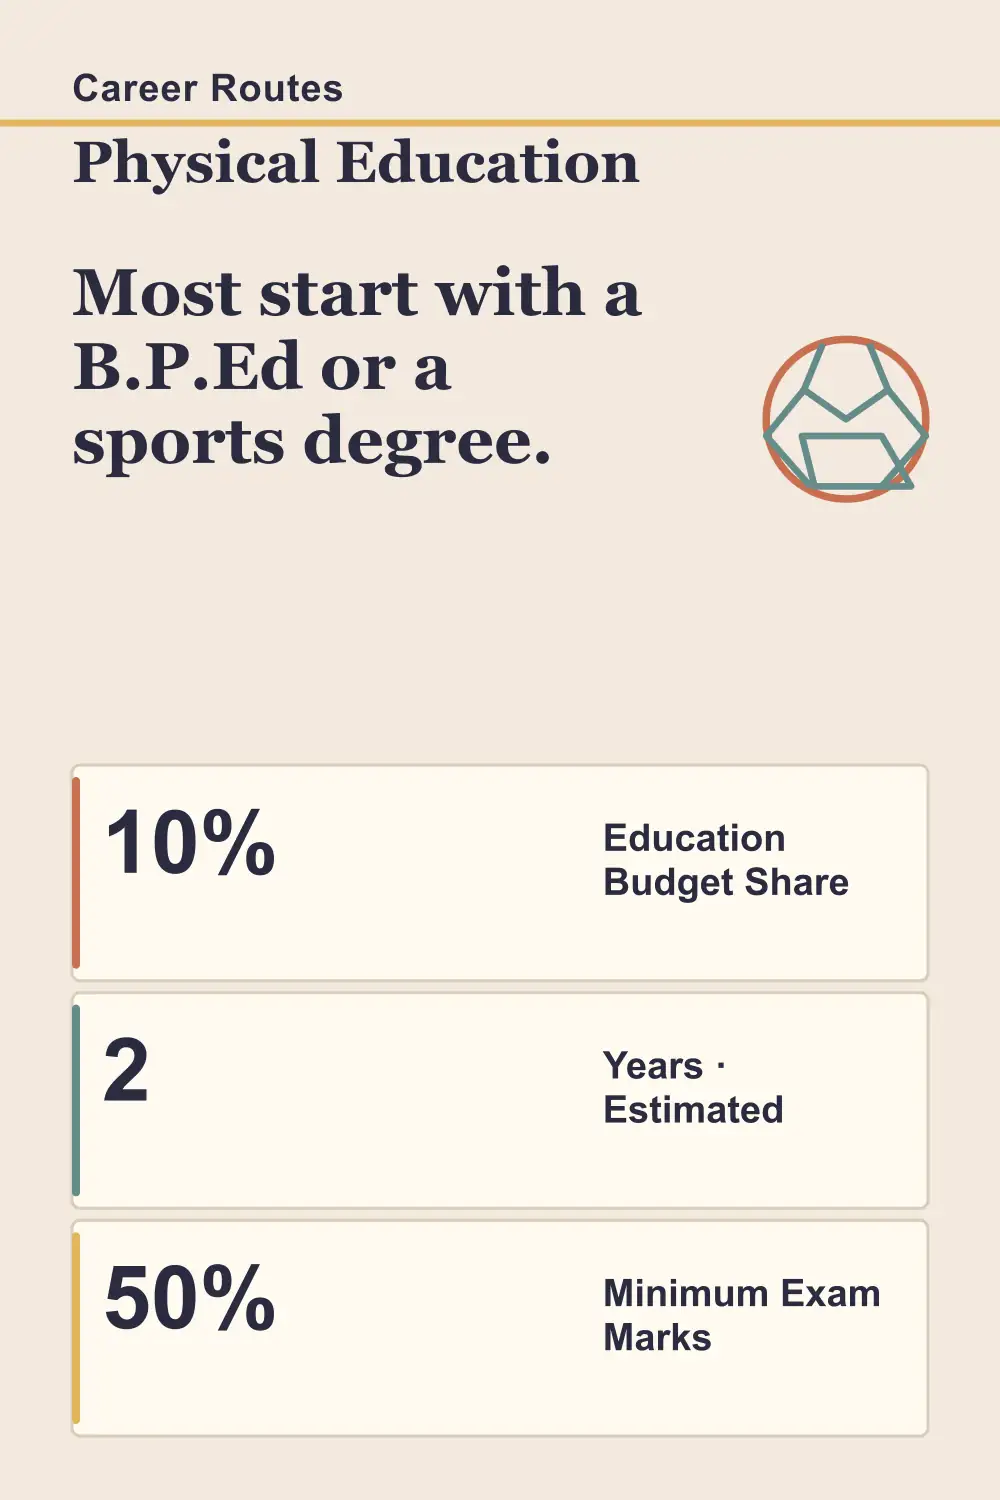 Career Routes
Physical Education
Most start with a
B.P.Ed or a
sports degree.
10%
Education
Budget Share
2
Years ·
Estimated
50%
Minimum Exam
Marks